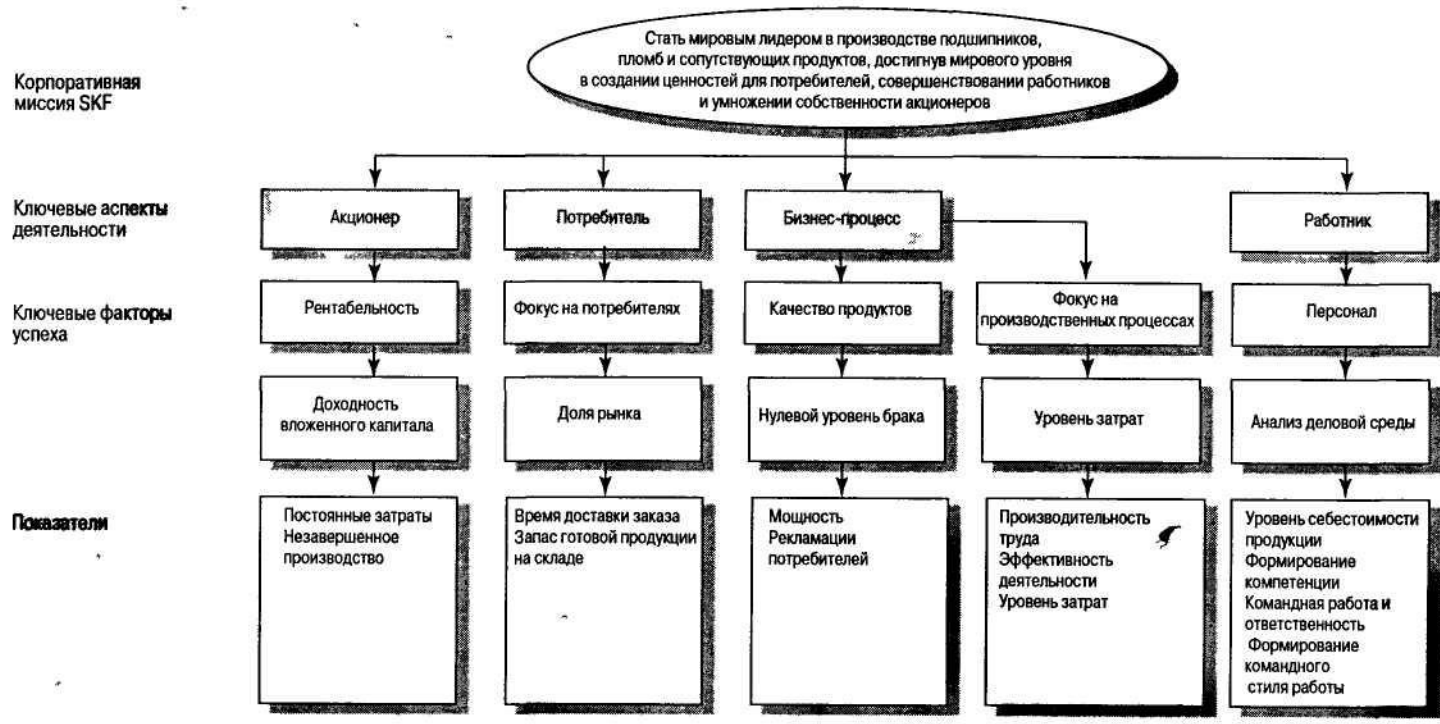 Стать мировым лидером в производстве подшипников,
пломб и сопутствующих продуктов, достигнув мирового уровня
в создании ценностей для потребителей, совершенствовании работников
и умножении собственности акционеров
Корпоративная
миссия SKF
Ключевые аспекты
деятельности
Акционер
Потребитель
Бизнес-процесс
Работник
Ключевые факторы
успеха
Рентабельность
Фокус на потребителях
Качество продуктов
Фокус на
производственных процессах
Персонал
Доходность
вложенного капитала
Доля рынка
Нулевой уровень брака
Уровень затрат
Анализ деловой среды
Показатели
Постоянные затраты
Незавершенное
производство
Время доставки заказа
Запас готовой продукции
на складе
Мощность
Рекламации
потребителей
Производительность
труда
Эффективность
деятельности
Уровень затрат
Уровень себестоимости
продукции
Формирование
компетенции
Командная работа и
ответственность
Формирование
командного
стиля работы